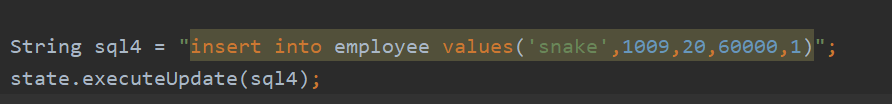 String sql4 = "insert into employee values('snake',1009,20,60000,1)";
state.executeUpdate(sql4);